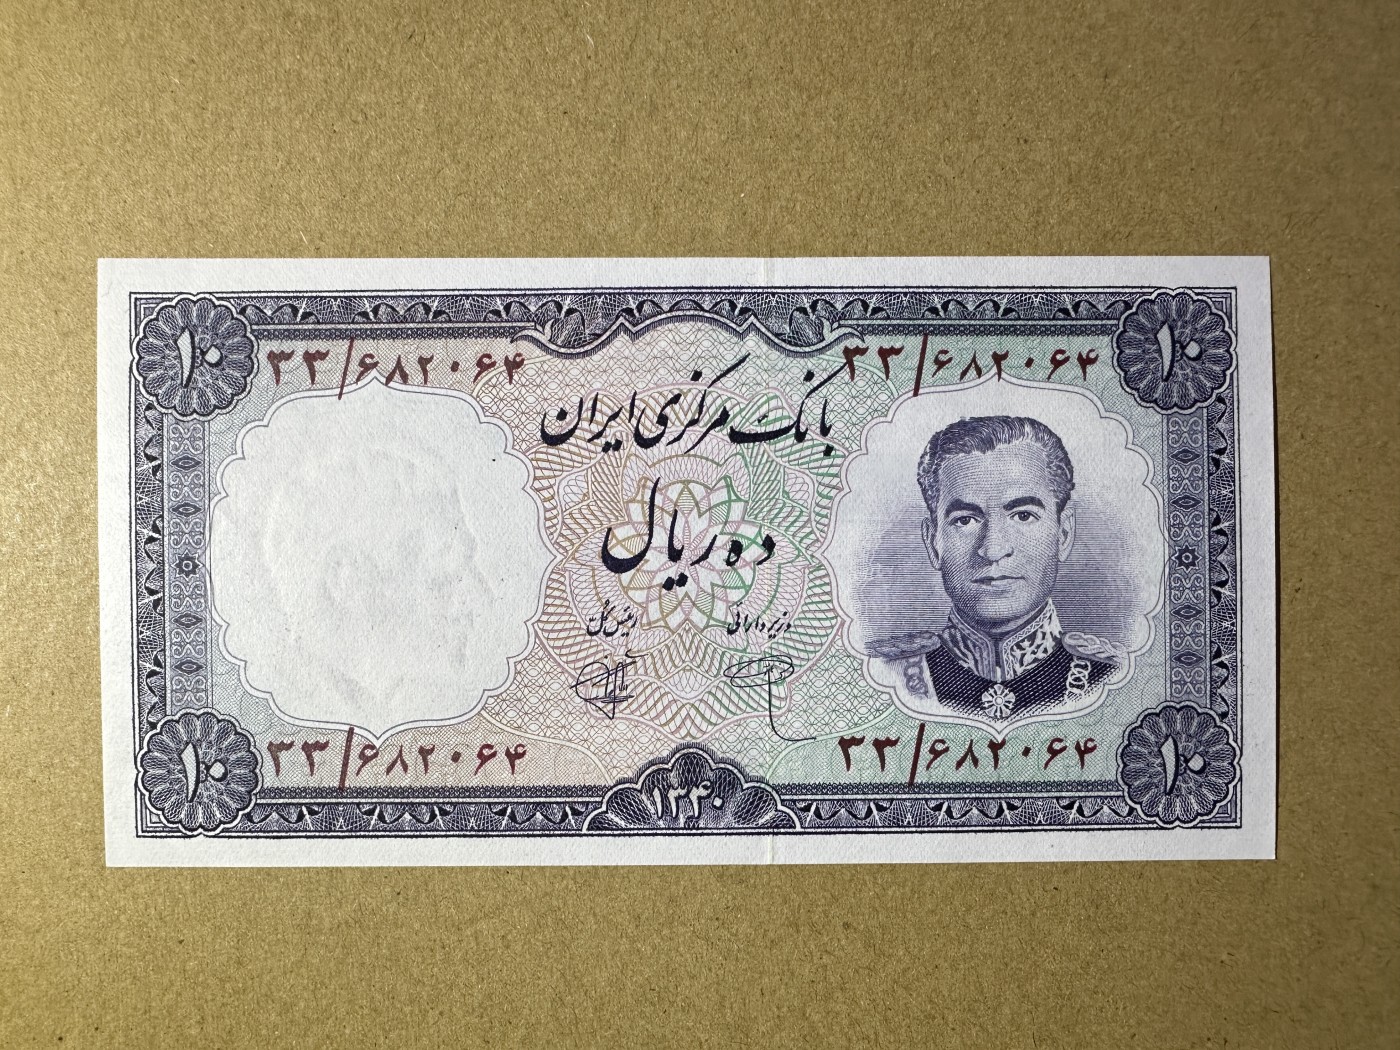 ۱۰
۱۰
۳۳/۶۸۲۰۶۴
۳۳/۶۸۲۰۶۴
بانک مرکزی ایران
ده ریال
وزیر دارائی
رئیس کل
۳۳/۶۸۲۰۶۴
۳۳/۶۸۲۰۶۴
۱۰
۱۰
۱۳۴۰